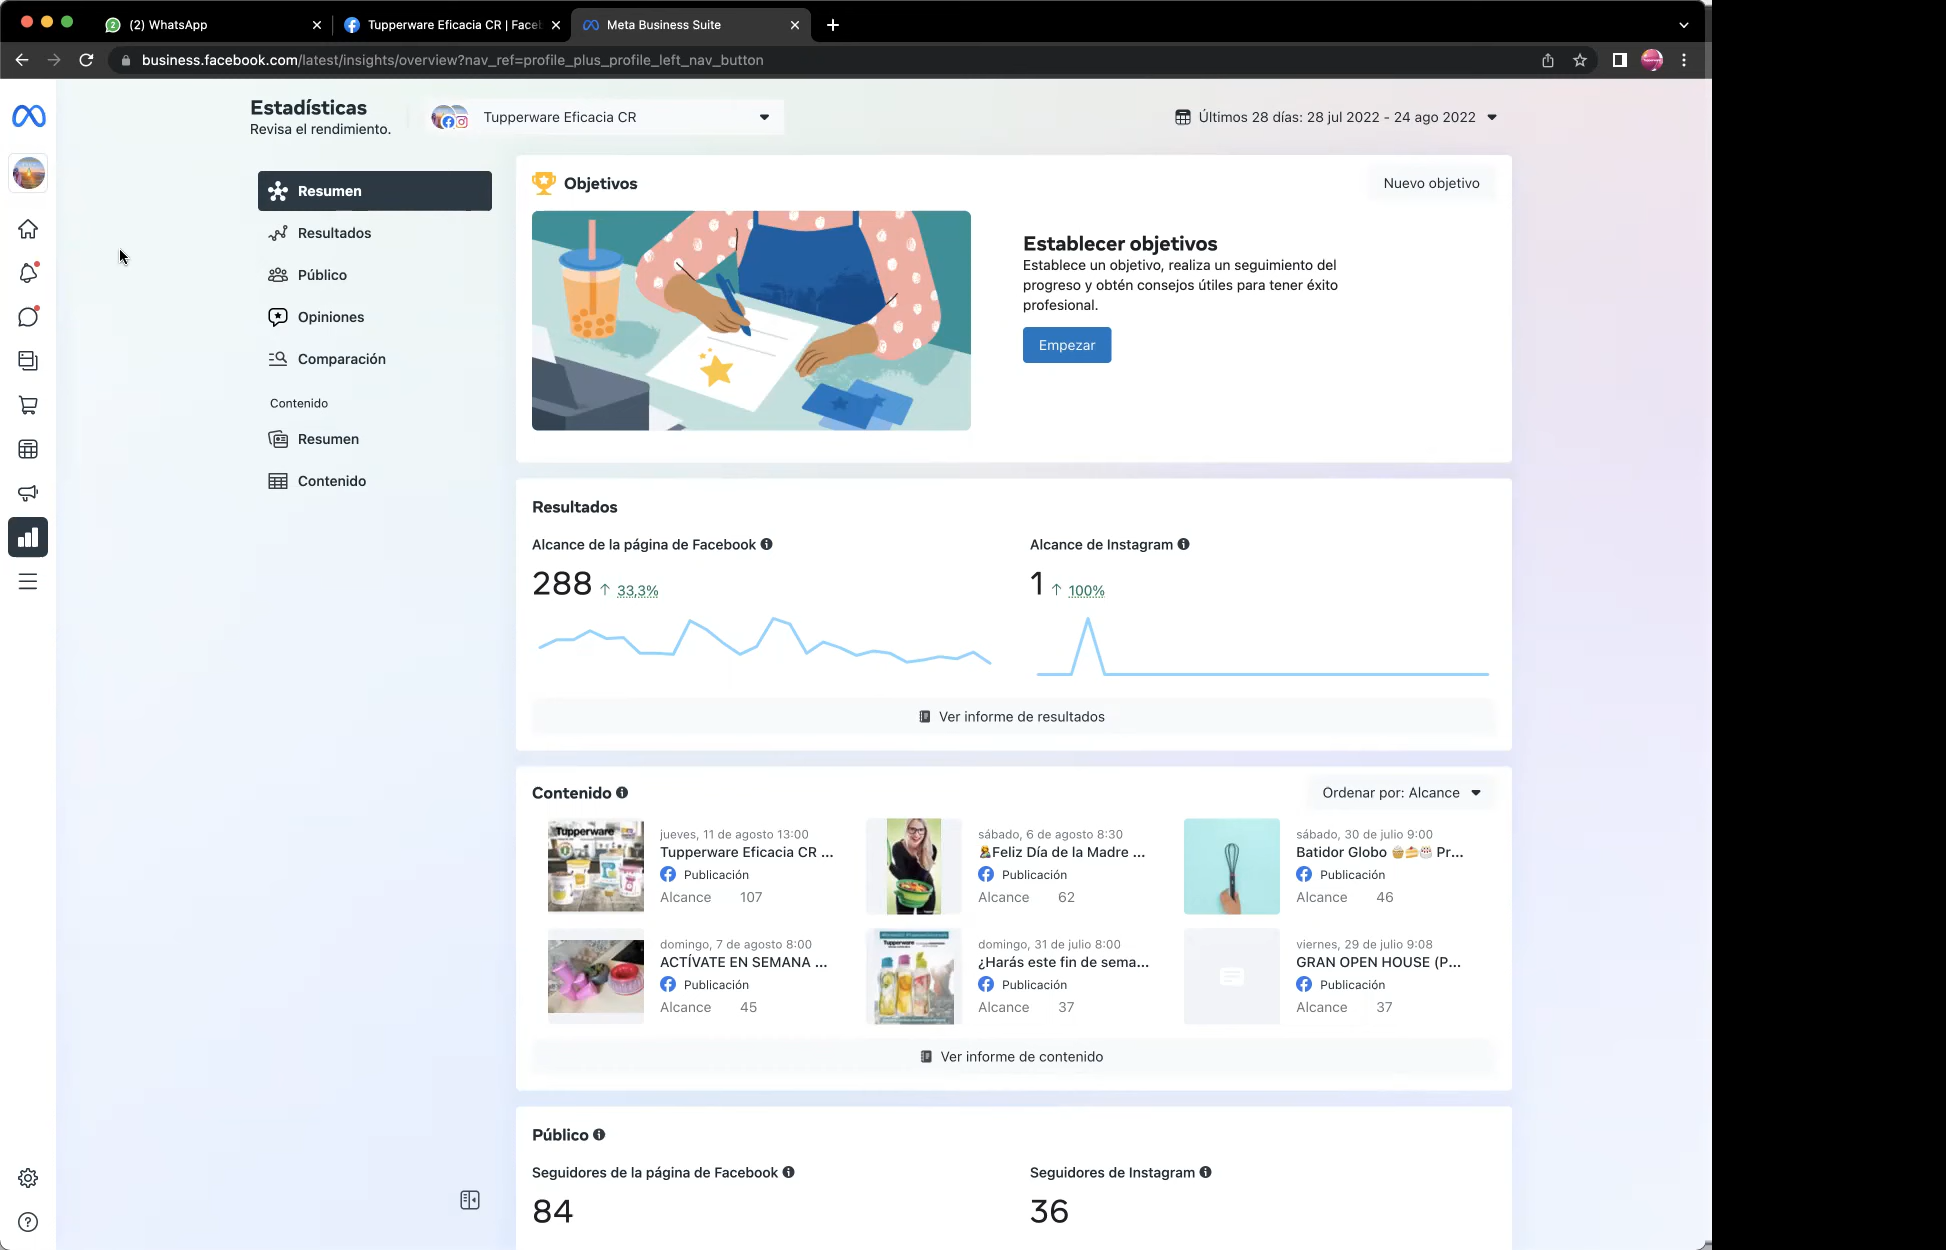 (2) WhatsApp
Tupperware Eficacia CR | Faceb
Meta Business Suite
business.facebook.com/latest/insights/overview?nav_ref=profile_plus_profile_left_nav_button
Estadísticas
Revisa el rendimiento.
Tupperware Eficacia CR
Últimos 28 días: 28 jul 2022 - 24 ago 2022
Resumen
Resultados
Público
Opiniones
Comparación
Contenido
Resumen
Contenido
Objetivos
Nuevo objetivo
Establecer objetivos
Establece un objetivo, realiza un seguimiento del
progreso y obtén consejos útiles para tener éxito
profesional.
Empezar
Resultados
Alcance de la página de Facebook
288 ↑ 33,3%
Alcance de Instagram
1 ↑ 100%
Ver informe de resultados
Contenido
Ordenar por: Alcance
Tupperware
jueves, 11 de agosto 13:00
Tupperware Eficacia CR ...
Publicación
Alcance 107
sábado, 6 de agosto 8:30
Feliz Día de la Madre ...
Publicación
Alcance 62
sábado, 30 de julio 9:00
Batidor Globo 🧁🍰🎂 Pr...
Publicación
Alcance 46
domingo, 7 de agosto 8:00
ACTÍVATE EN SEMANA ...
Publicación
Alcance 45
Tupperware
domingo, 31 de julio 8:00
¿Harás este fin de sema...
Publicación
Alcance 37
viernes, 29 de julio 9:08
GRAN OPEN HOUSE (P...
Publicación
Alcance 37
Ver informe de contenido
Público
Seguidores de la página de Facebook
84
Seguidores de Instagram
36